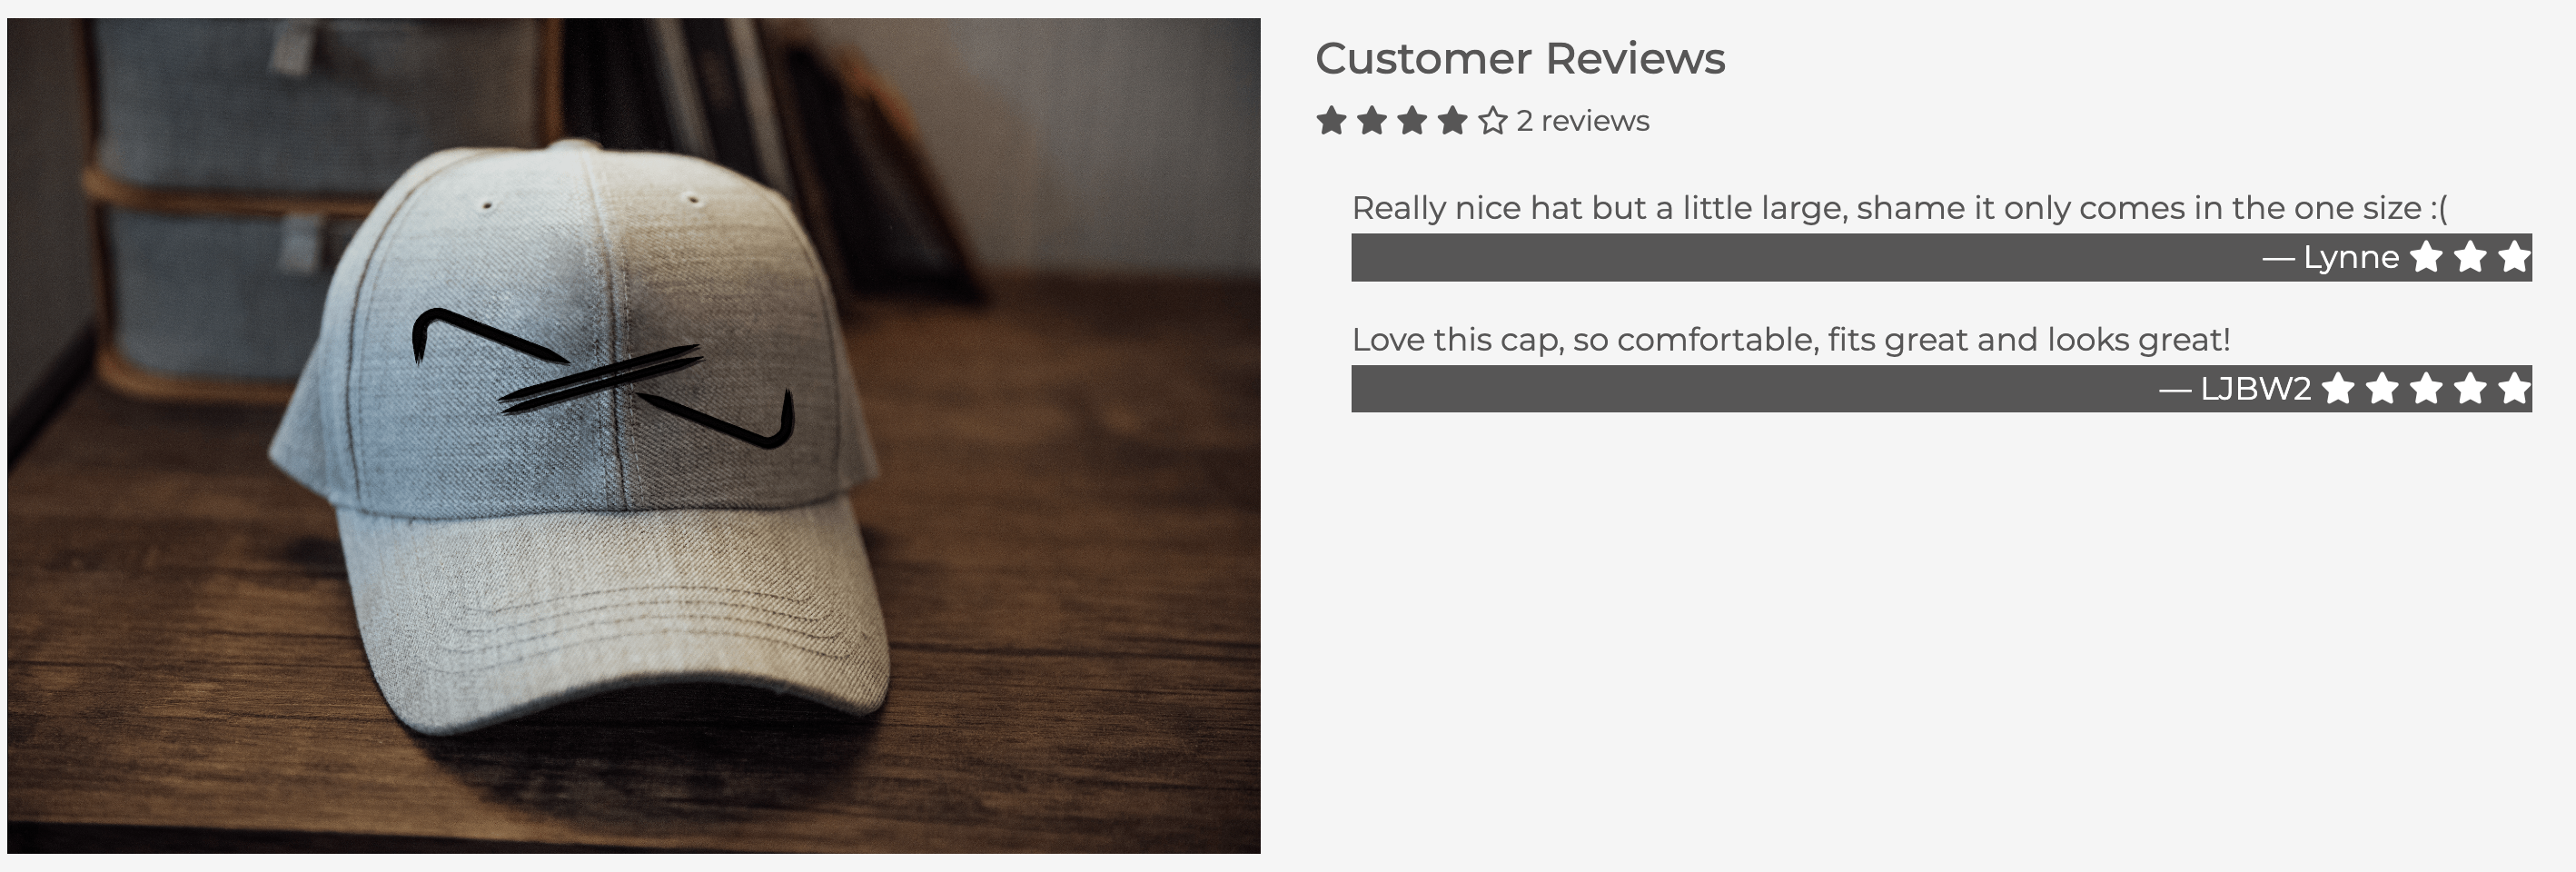 Customer Reviews
2 reviews
Really nice hat but a little large, shame it only comes in the one size :(
— Lynne
Love this cap, so comfortable, fits great and looks great!
— LJBW2